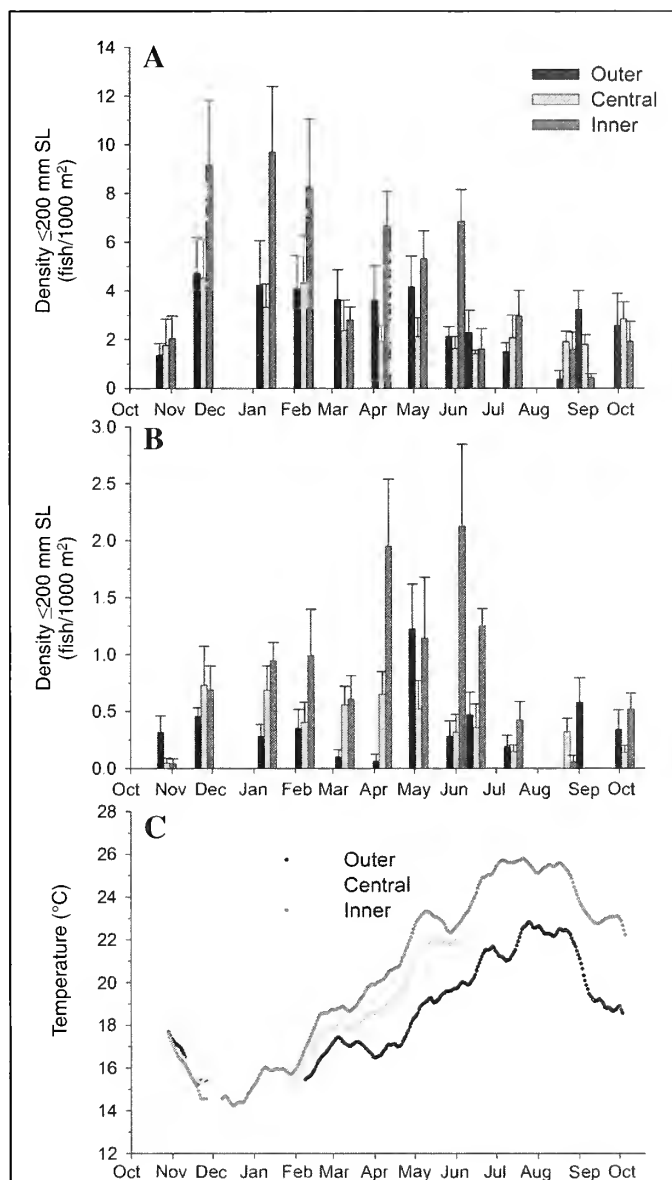 A
14
12
10
8
6
4
2
0
Density ≤200 mm SL
(fish/1000 m²)
Outer
Central
Inner
Oct Nov Dec Jan Feb Mar Apr May Jun Jul Aug Sep Oct
B
3.0
2.5
2.0
1.5
1.0
0.5
0.0
Density ≤200 mm SL
(fish/1000 m²)
Oct Nov Dec Jan Feb Mar Apr May Jun Jul Aug Sep Oct
C
28
26
24
22
20
18
16
14
12
Temperature (°C)
Outer
Central
Inner
Oct Nov Dec Jan Feb Mar Apr May Jun Jul Aug Sep Oct